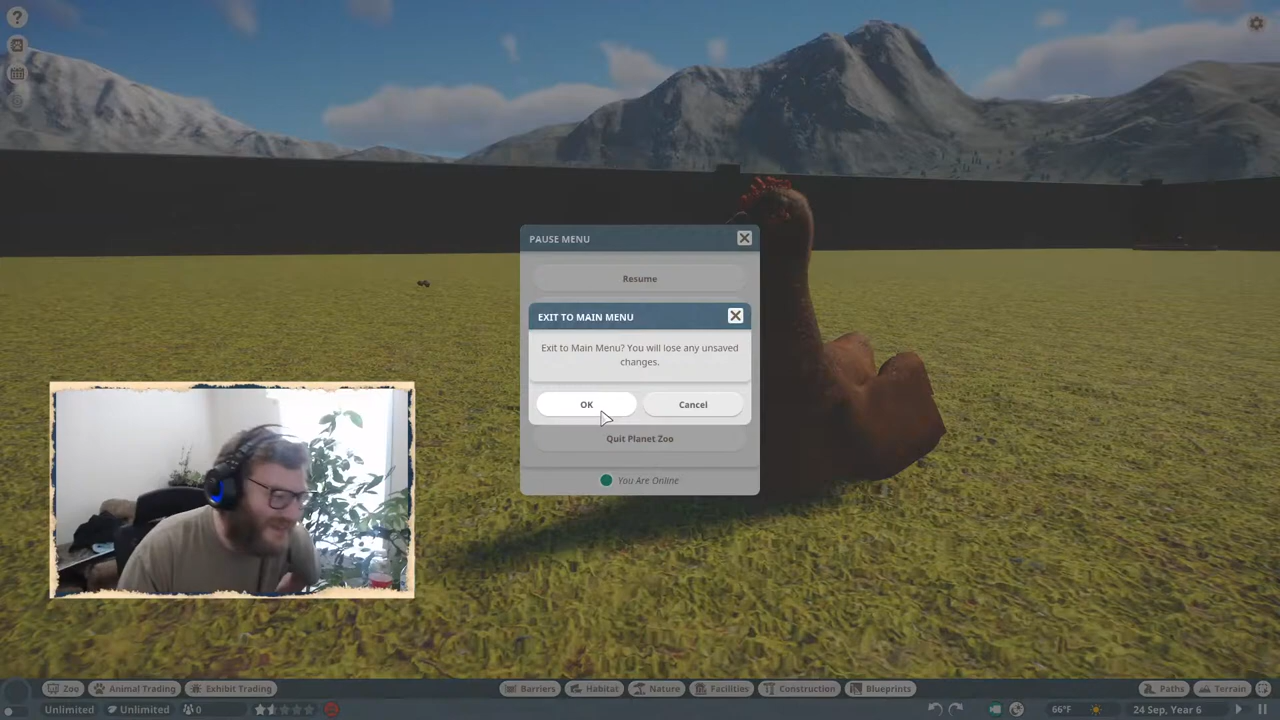 ?
PAUSE MENU
Resume
EXIT TO MAIN MENU
Exit to Main Menu? You will lose any unsaved
changes.
OK
Cancel
Quit Planet Zoo
You Are Online
Zoo
Animal Trading
Exhibit Trading
Barriers
Habitat
Nature
Facilities
Construction
Blueprints
Paths
Terrain
Unlimited
Unlimited
0
66°F
24 Sep, Year 6